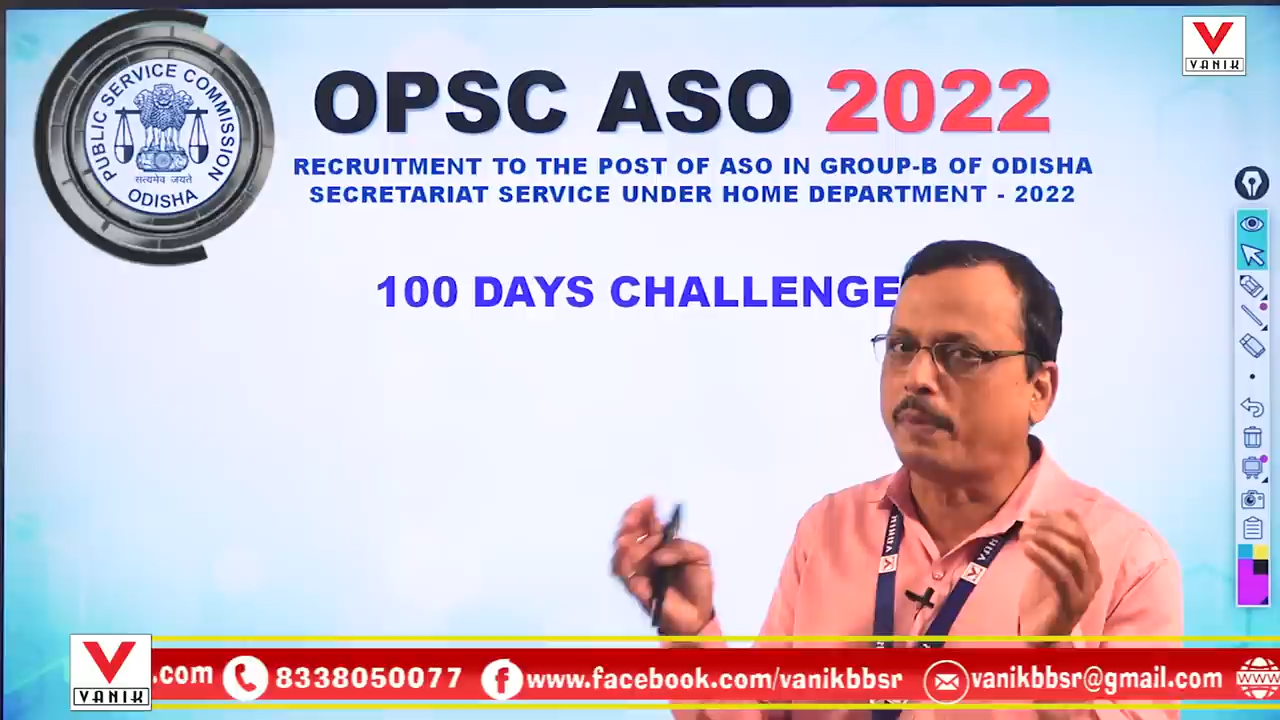 PUBLIC SERVICE COMMISSION
सत्यमेव जयते
ODISHA
OPSC ASO 2022
VANIK
RECRUITMENT TO THE POST OF ASO IN GROUP-B OF ODISHA
SECRETARIAT SERVICE UNDER HOME DEPARTMENT - 2022
100 DAYS CHALLENGE
VANIK
VANIK
.com 8338050077 www.facebook.com/vanikbbsr vanikbbsr@gmail.com WWW